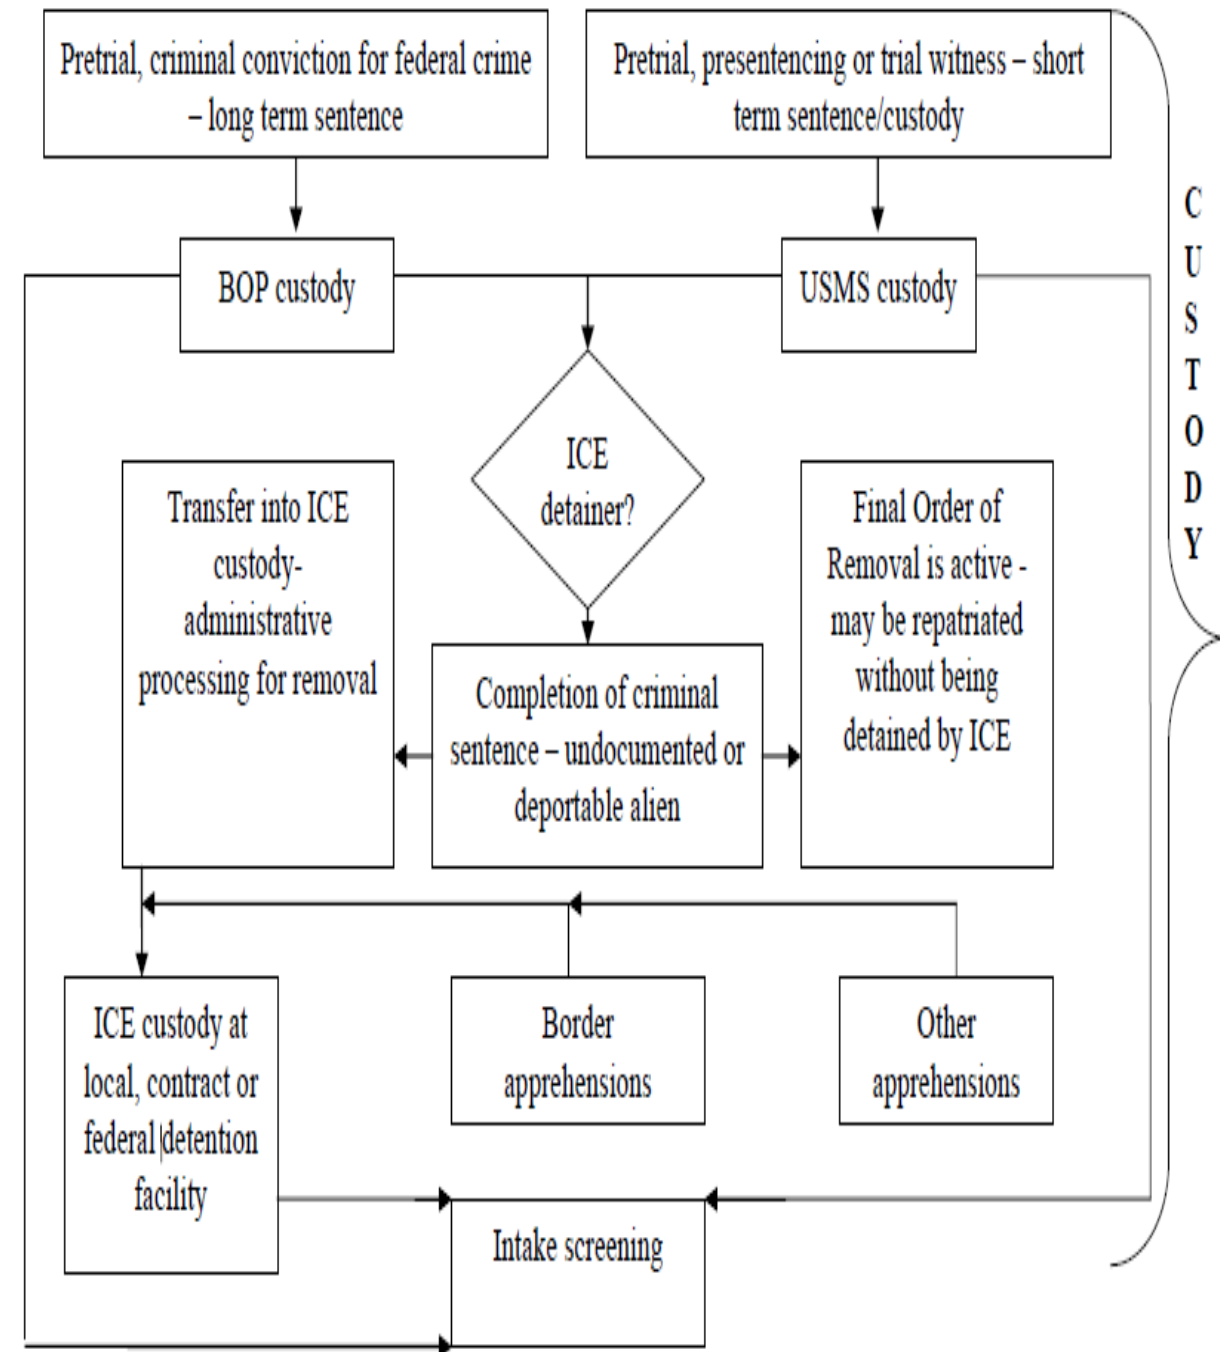 Pretrial, criminal conviction for federal crime
– long term sentence
Pretrial, presentencing or trial witness – short
term sentence/custody
BOP custody
USMS custody
ICE
detainer?
Transfer into ICE
custody-
administrative
processing for removal
Completion of criminal
sentence – undocumented or
deportable alien
Final Order of
Removal is active -
may be repatriated
without being
detained by ICE
ICE custody at
local, contract or
federal detention
facility
Border
apprehensions
Other
apprehensions
Intake screening
C
U
S
T
O
D
Y